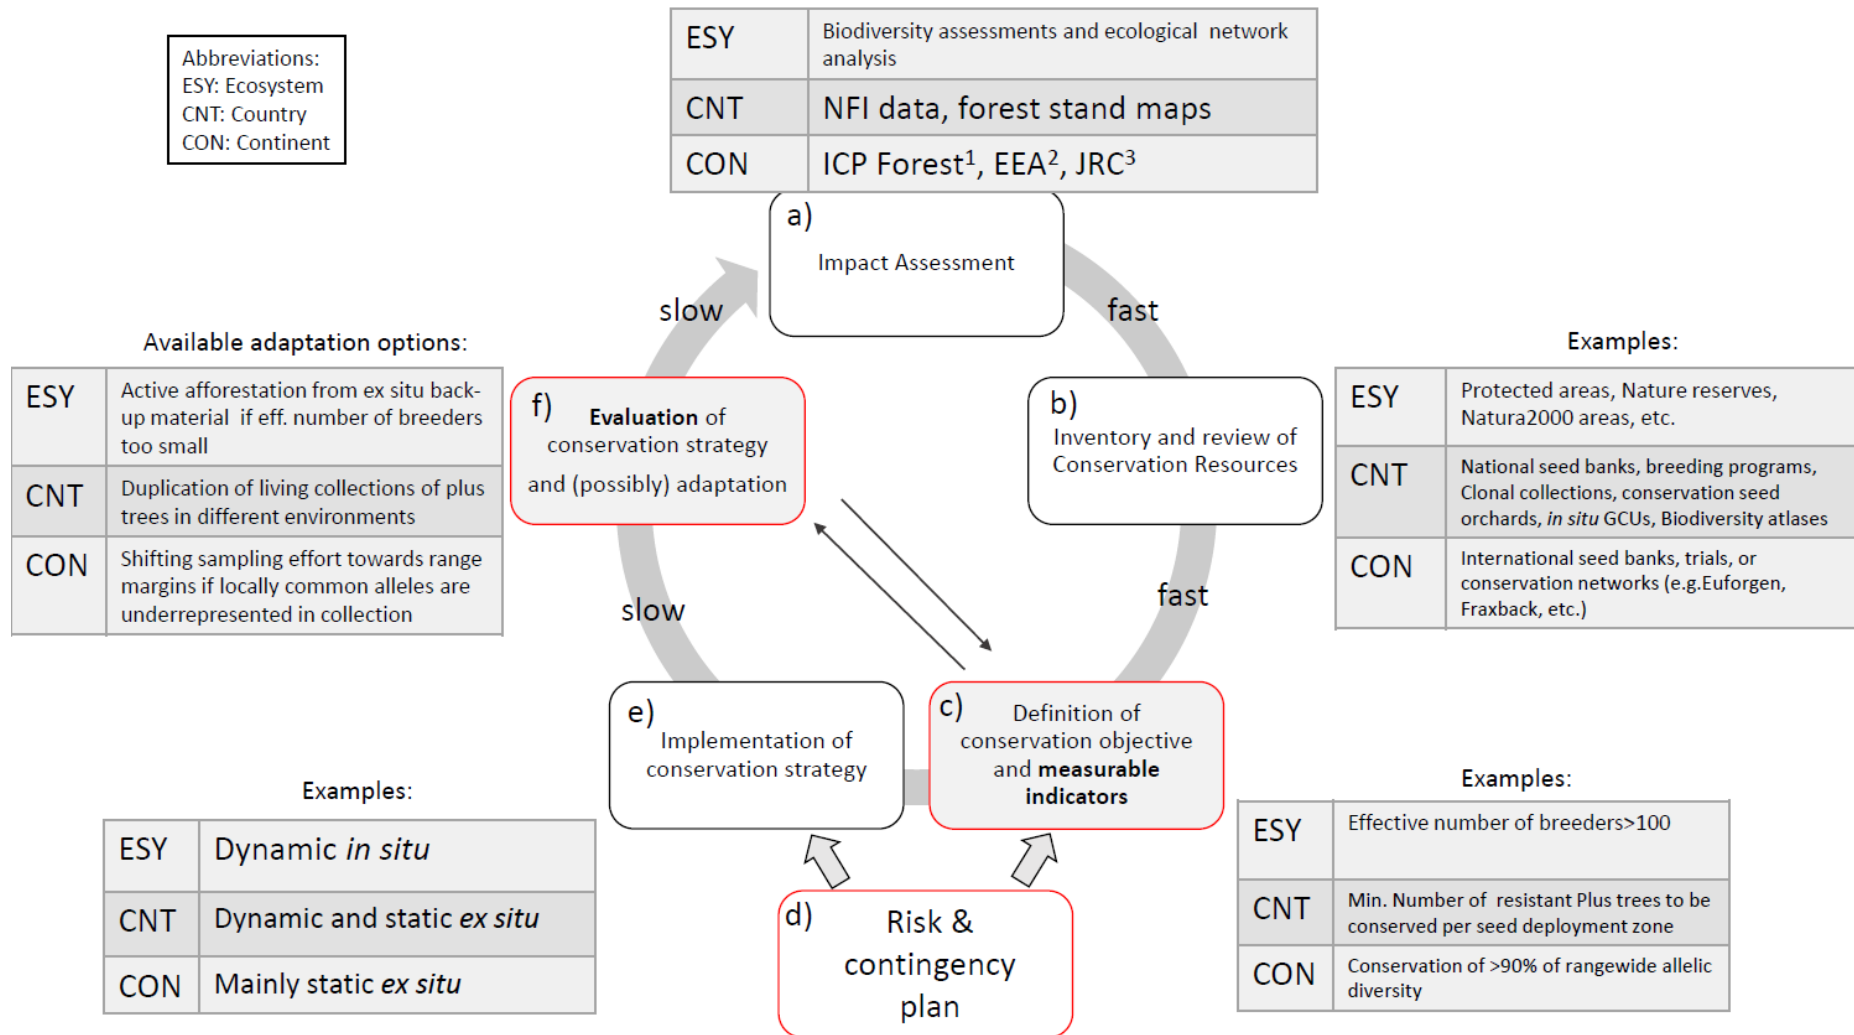 Abbreviations:
ESY: Ecosystem
CNT: Country
CON: Continent
ESY Biodiversity assessments and ecological network
analysis
CNT NFI data, forest stand maps
CON ICP Forest¹, EEA², JRC³
a)
Impact Assessment
slow
fast
Available adaptation options:
ESY Active afforestation from ex situ back-
up material if eff. number of breeders
too small
CNT Duplication of living collections of plus
trees in different environments
CON Shifting sampling effort towards range
margins if locally common alleles are
underrepresented in collection
f)
Evaluation of
conservation strategy
and (possibly) adaptation
b)
Inventory and review of
Conservation Resources
Examples:
ESY Protected areas, Nature reserves,
Natura2000 areas, etc.
CNT National seed banks, breeding programs,
Clonal collections, conservation seed
orchards, in situ GCUs, Biodiversity atlases
CON International seed banks, trials, or
conservation networks (e.g.Euforgen,
Fraxback, etc.)
slow
fast
e)
Implementation of
conservation strategy
c)
Definition of
conservation objective
and measurable
indicators
Examples:
ESY Dynamic in situ
CNT Dynamic and static ex situ
CON Mainly static ex situ
d)
Risk &
contingency
plan
Examples:
ESY Effective number of breeders>100
CNT Min. Number of resistant Plus trees to be
conserved per seed deployment zone
CON Conservation of >90% of rangewide allelic
diversity